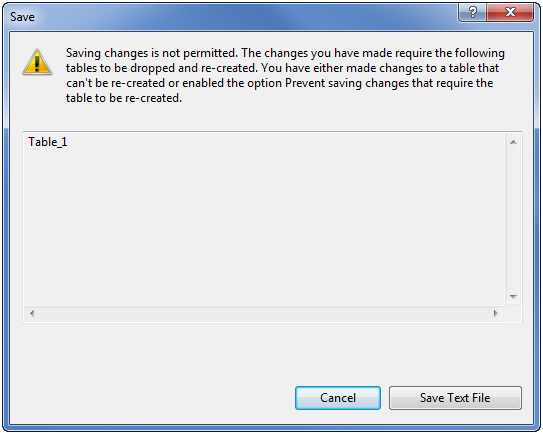 Save
Saving changes is not permitted. The changes you have made require the following
tables to be dropped and re-created. You have either made changes to a table that
can't be re-created or enabled the option Prevent saving changes that require the
table to be re-created.
Table_1
Cancel
Save Text File